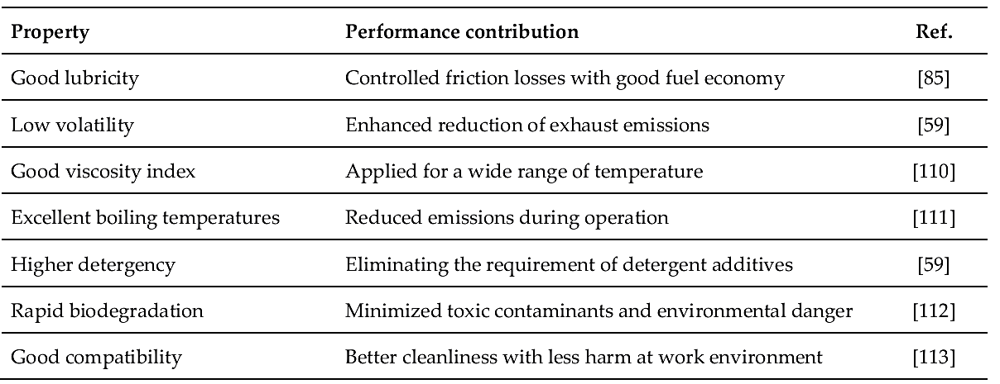 Property Performance contribution Ref.
Good lubricity Controlled friction losses with good fuel economy [85]
Low volatility Enhanced reduction of exhaust emissions [59]
Good viscosity index Applied for a wide range of temperature [110]
Excellent boiling temperatures Reduced emissions during operation [111]
Higher detergency Eliminating the requirement of detergent additives [59]
Rapid biodegradation Minimized toxic contaminants and environmental danger [112]
Good compatibility Better cleanliness with less harm at work environment [113]